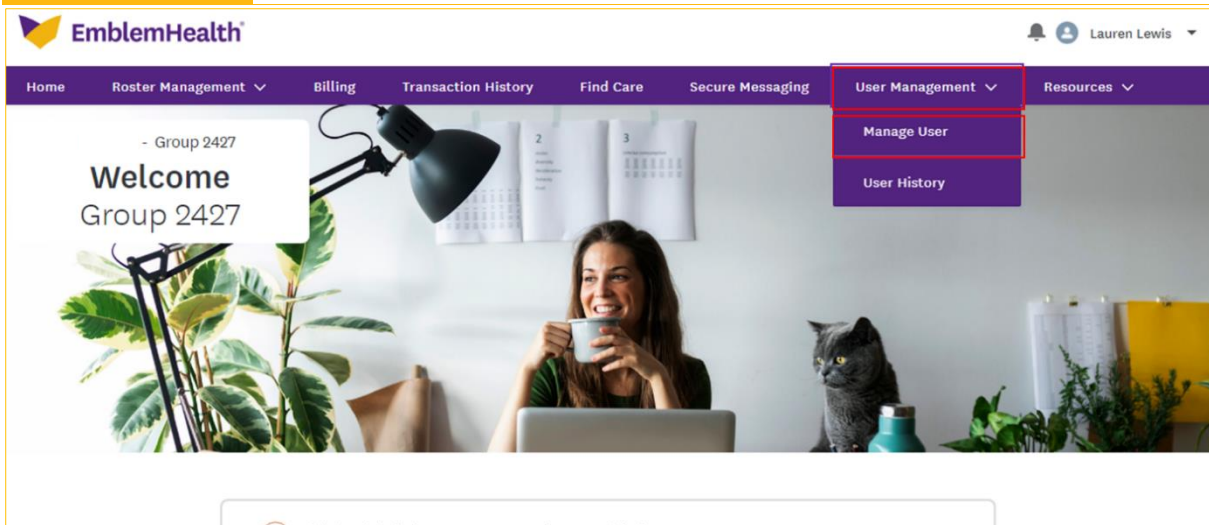 EmblemHealth
Lauren Lewis
Home Roster Management Billing Transaction History Find Care Secure Messaging User Management Resources
Manage User
User History
- Group 2427
Welcome
Group 2427
2
3